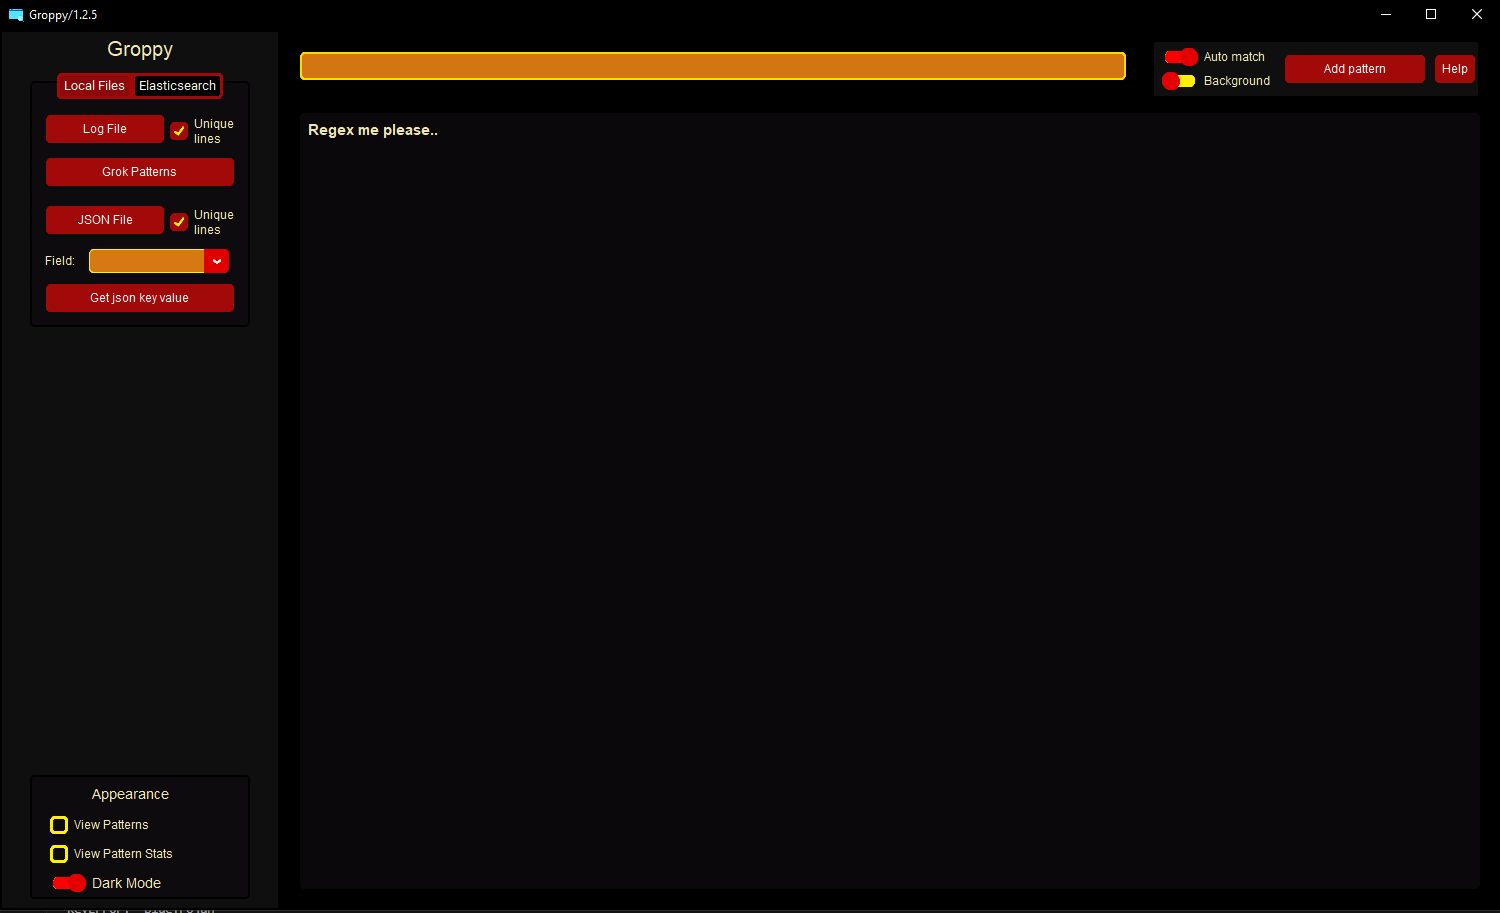 Groppy/1.2.5
Groppy
Local Files
Elasticsearch
Log File
Unique
lines
Grok Patterns
JSON File
Unique
lines
Field:
Get json key value
Appearance
View Patterns
View Pattern Stats
Dark Mode
Auto match
Background
Add pattern
Help
Regex me please..